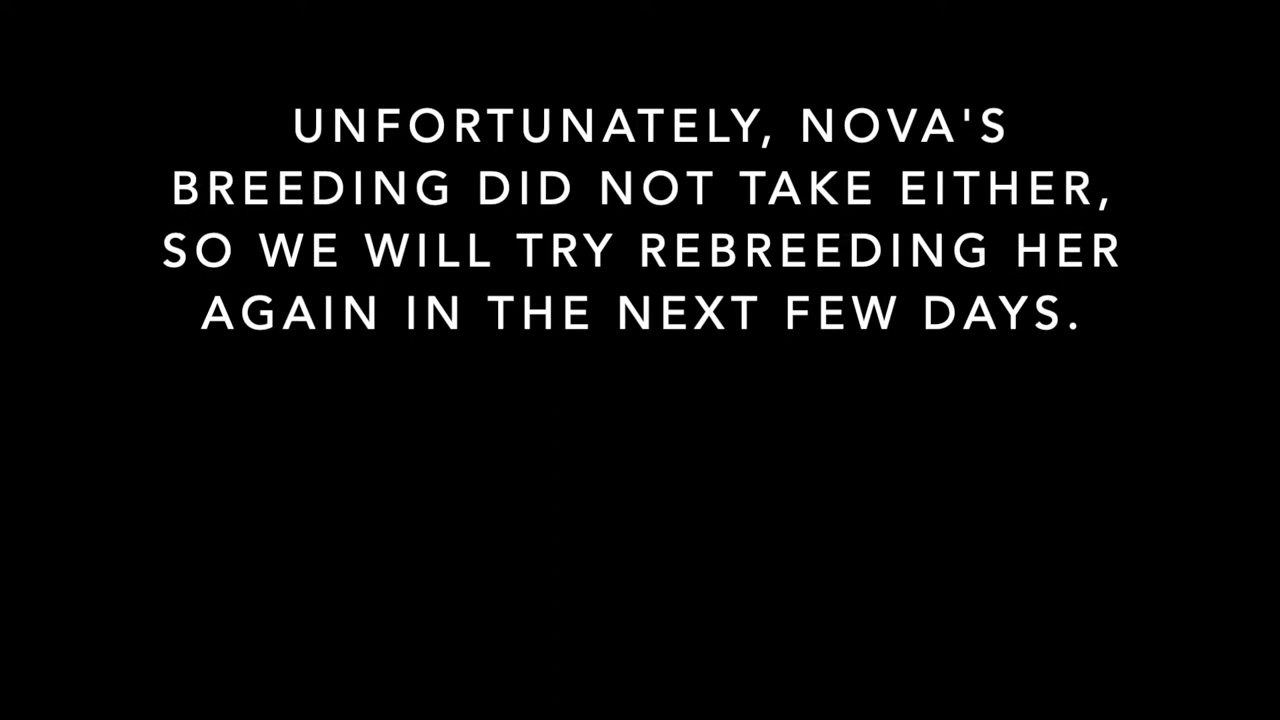 UNFORTUNATELY, NOVA'S
BREEDING DID NOT TAKE EITHER,
SO WE WILL TRY REBREEDING HER
AGAIN IN THE NEXT FEW DAYS.